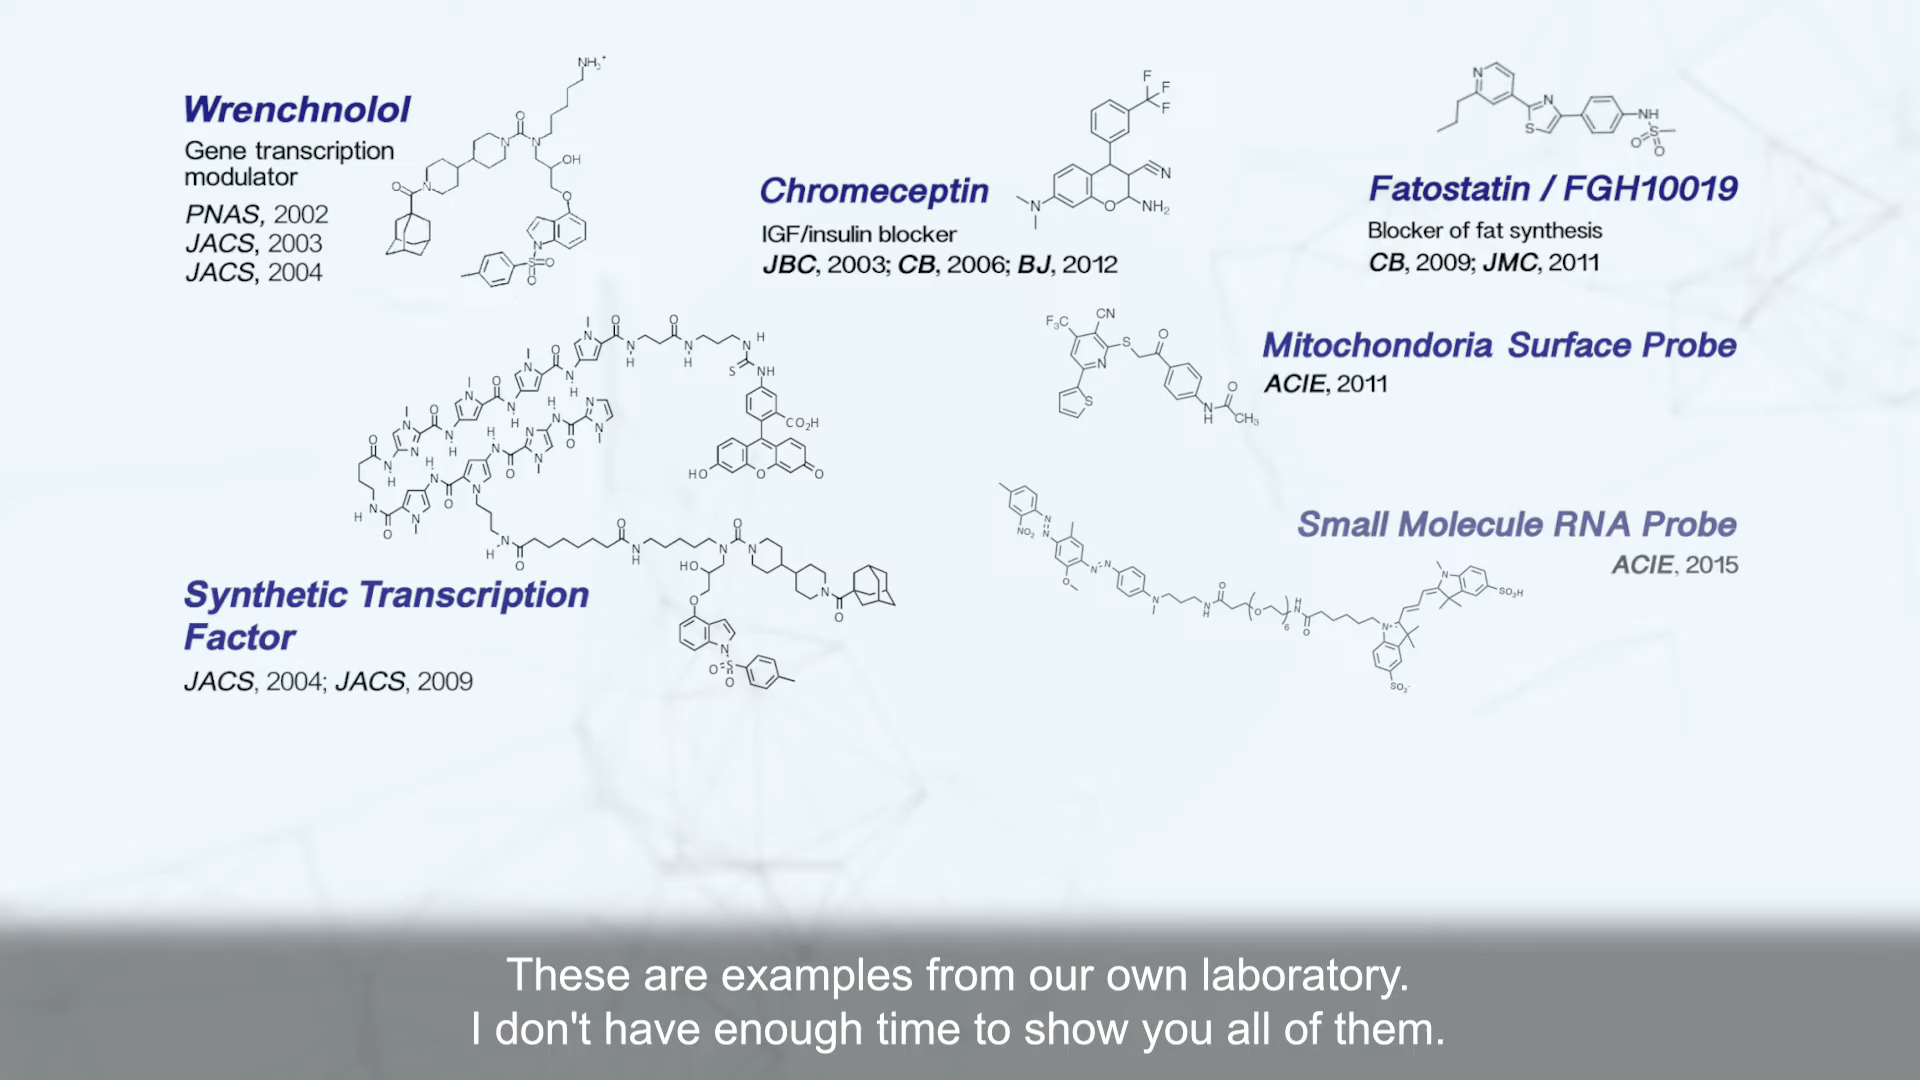 Wrenchnolol
Gene transcription
modulator
PNAS, 2002
JACS, 2003
JACS, 2004
Chromeceptin
IGF/insulin blocker
JBC, 2003; CB, 2006; BJ, 2012
Fatostatin / FGH10019
Blocker of fat synthesis
CB, 2009; JMC, 2011
Mitochondoria Surface Probe
ACIE, 2011
Small Molecule RNA Probe
ACIE, 2015
Synthetic Transcription
Factor
JACS, 2004; JACS, 2009
These are examples from our own laboratory.
I don't have enough time to show you all of them.